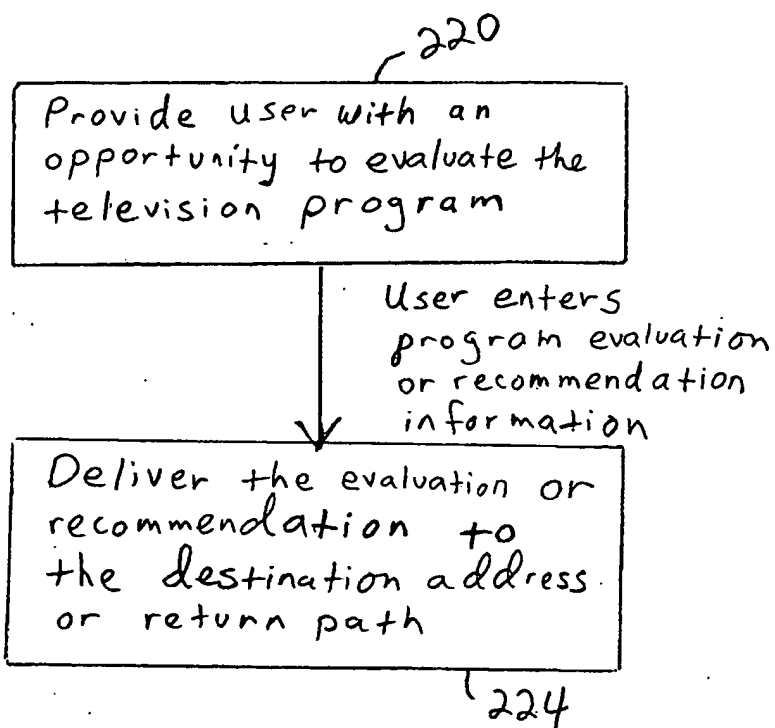 220
Provide user with an
opportunity to evaluate the
television program
User enters
program evaluation
or recommendation
information
Deliver the evaluation or
recommendation to
the destination address
or return path
224